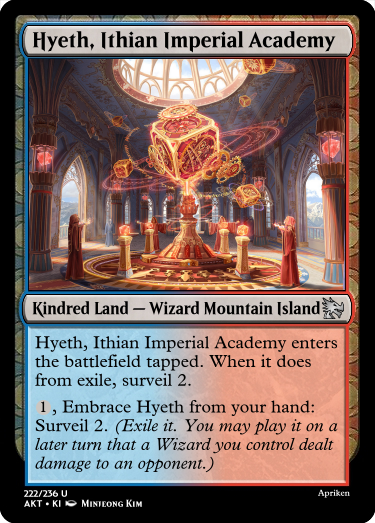 Hyeth, Ithian Imperial Academy
Kindred Land — Wizard Mountain Island
Hyeth, Ithian Imperial Academy enters
the battlefield tapped. When it does
from exile, surveil 2.
1, Embrace Hyeth from your hand:
Surveil 2. (Exile it. You may play it on a
later turn that a Wizard you control dealt
damage to an opponent.)
222/236 U
Apriken
AKT • KI Minjeong Kim